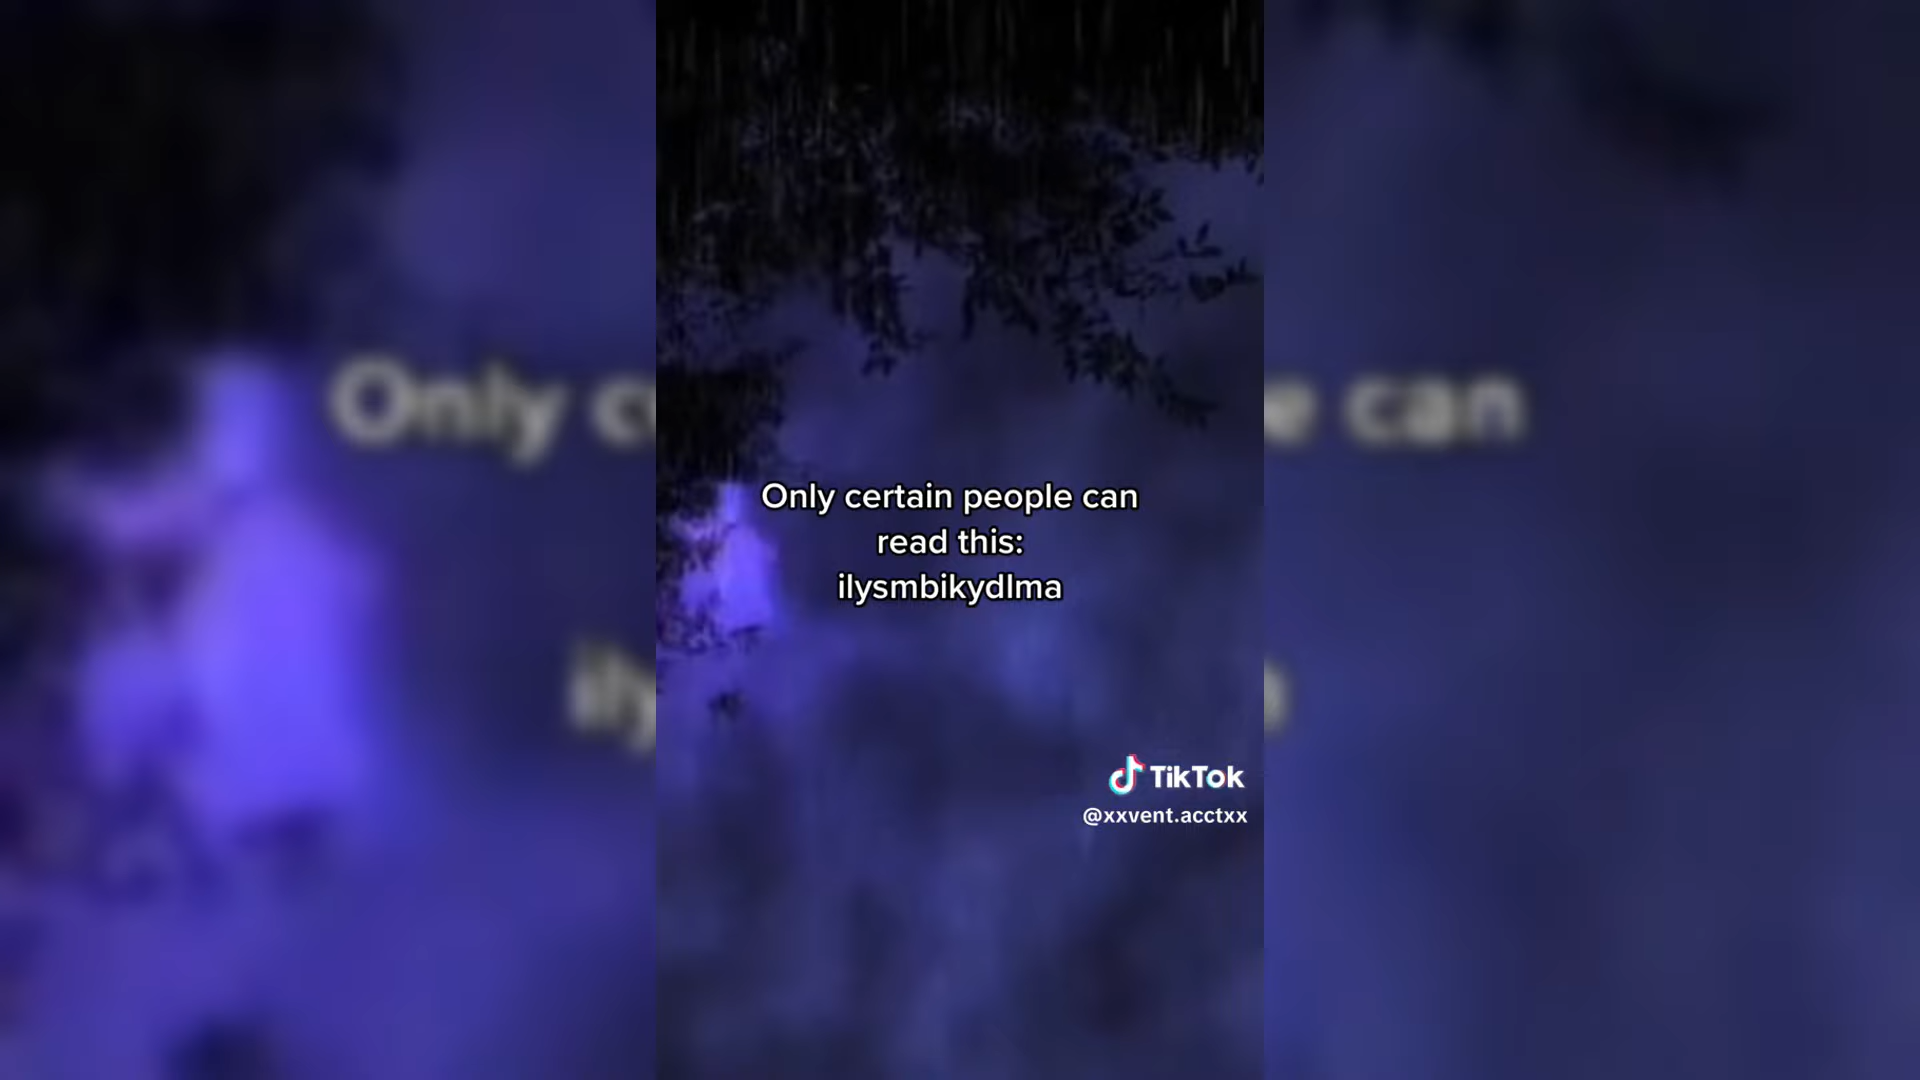 Only certain people can
read this:
ilysmbikydlma
TikTok
@xxvent.acctxx